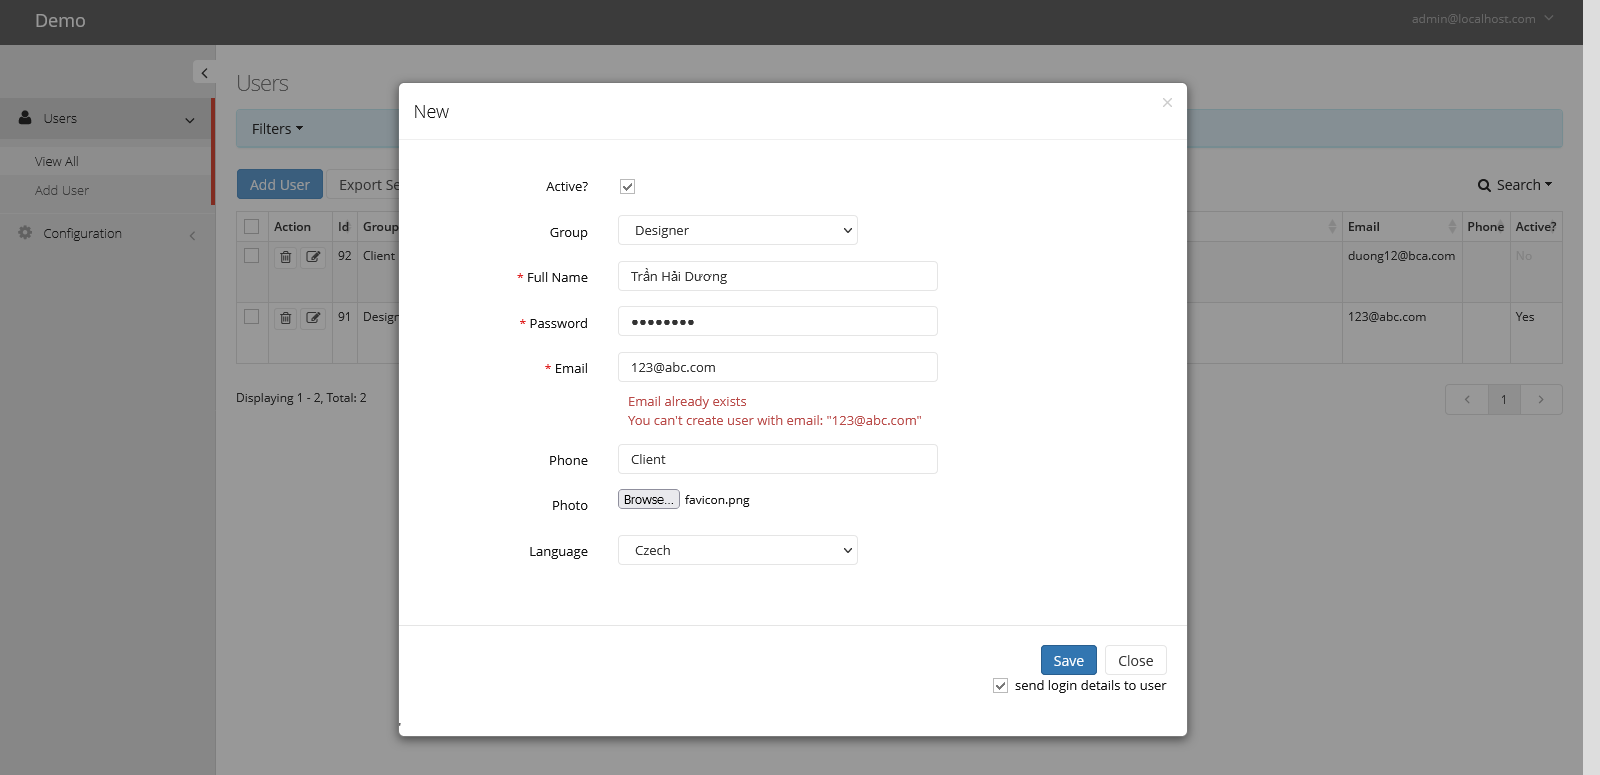 Demo
admin@localhost.com
Users
Users
Filters
New
×
View All
Add User
Configuration
Add User
Export Se
Search
Action Id Group Email Phone Active?
92 Client duong12@bca.com No
91 Design 123@abc.com Yes
Displaying 1 - 2, Total: 2
1
Active?
Group Designer
* Full Name Trần Hải Dương
* Password ●●●●●●●●
* Email 123@abc.com
Email already exists
You can't create user with email: "123@abc.com"
Phone Client
Photo Browse... favicon.png
Language Czech
Save Close
send login details to user